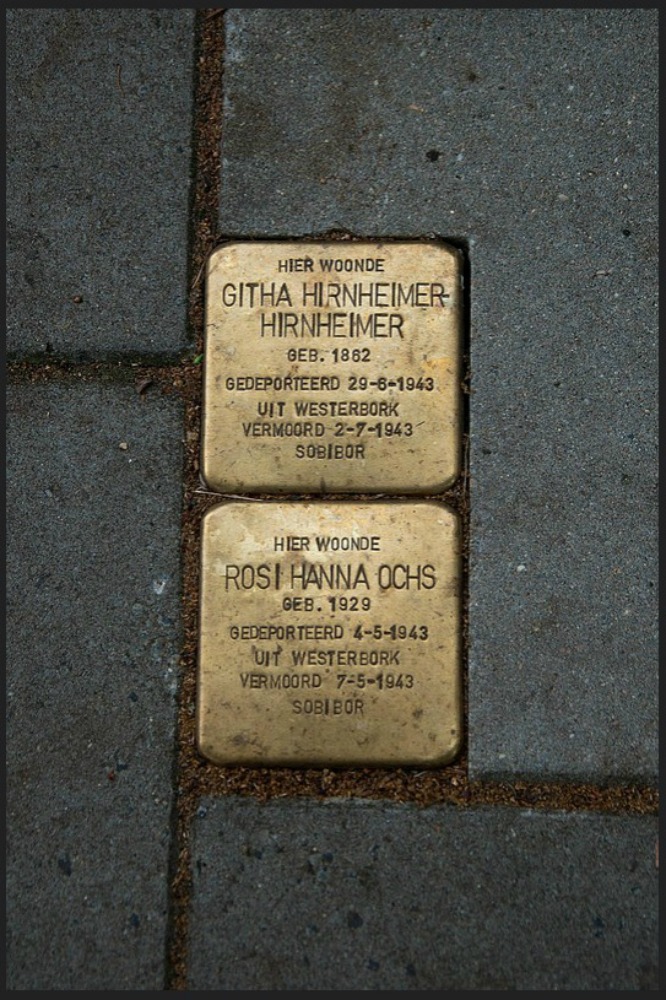 HIER WOONDE
GITHA HIRNHEIMER-
HIRNHEIMER
GEB. 1862
GEDEPORTEERD 29-6-1943
UIT WESTERBORK
VERMOORD 2-7-1943
SOBIBOR
HIER WOONDE
ROSI HANNA OCHS
GEB. 1929
GEDEPORTEERD 4-5-1943
UIT WESTERBORK
VERMOORD 7-5-1943
SOBIBOR